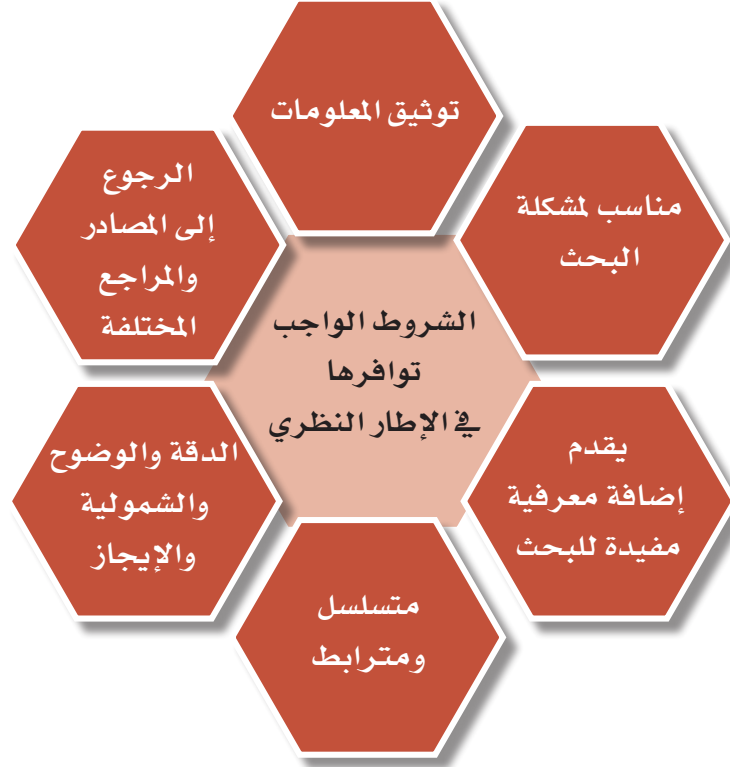 الشروط الواجب
توافرها
في الإطار النظري
توثيق المعلومات
مناسب لمشكلة
البحث
يقدم
إضافة معرفية
مفيدة للبحث
متسلسل
ومترابط
الدقة والوضوح
والشمولية
والإيجاز
الرجوع
إلى المصادر
والمراجع
المختلفة